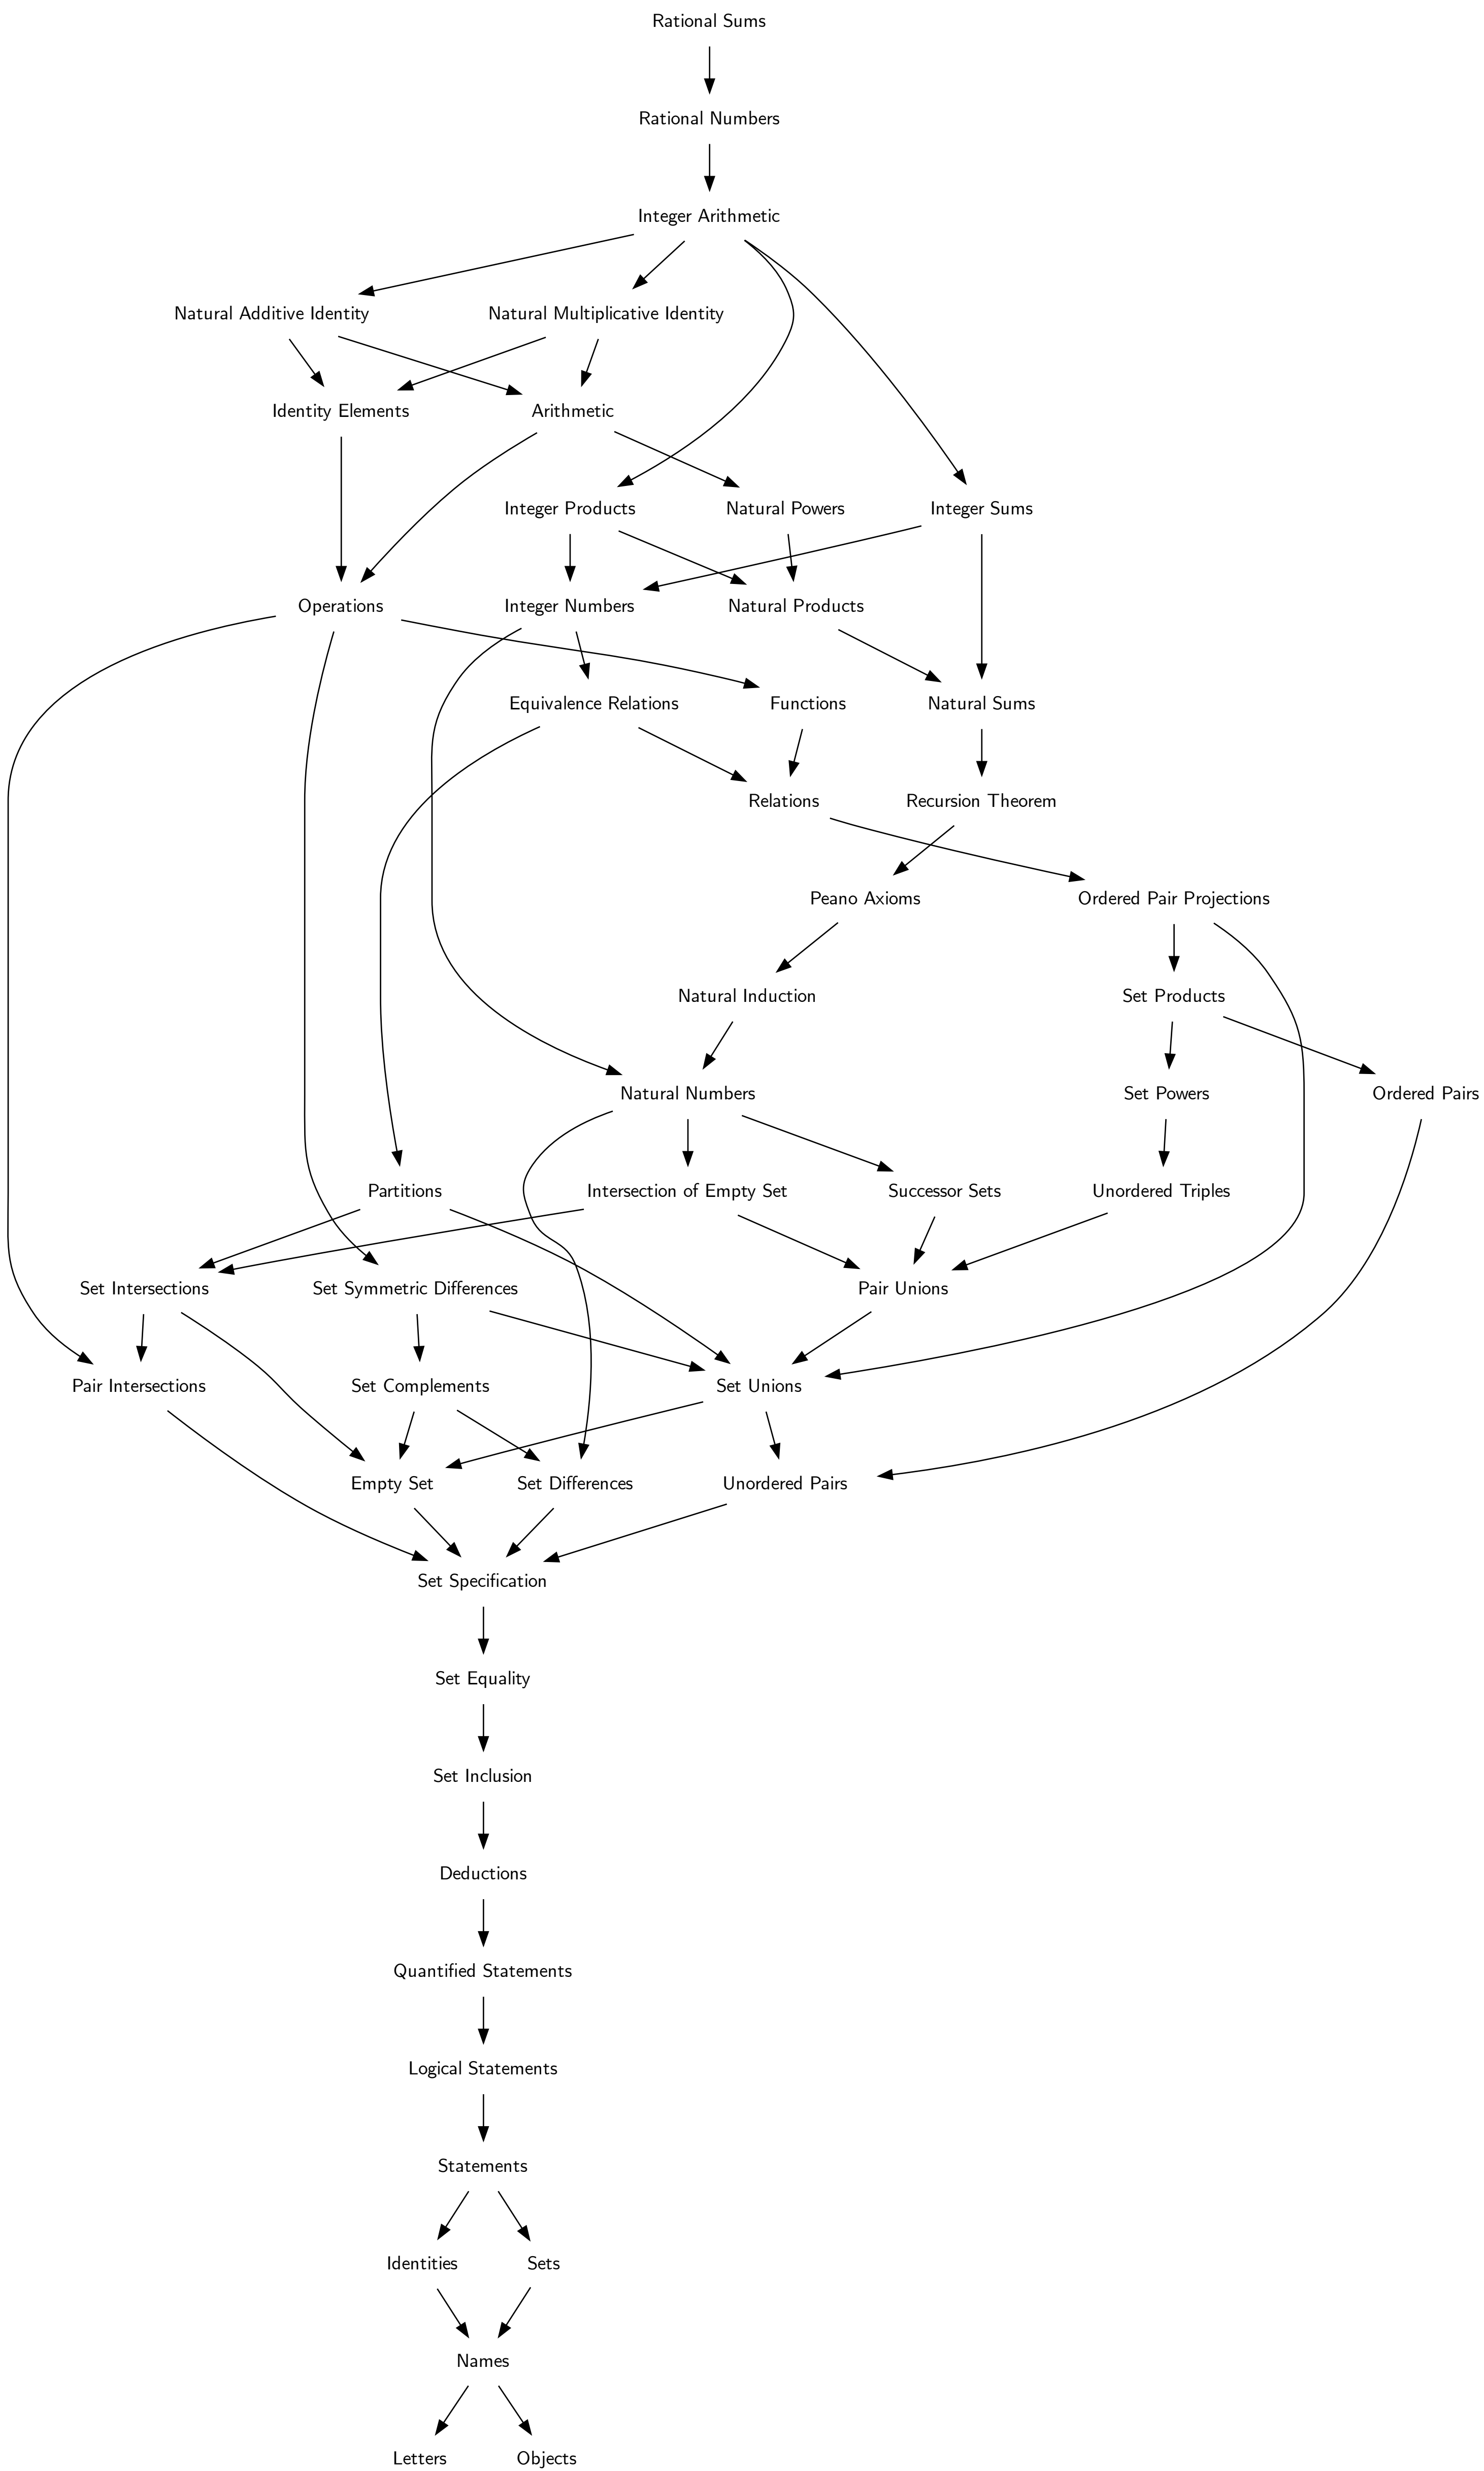 Rational Sums
Rational Numbers
Integer Arithmetic
Natural Additive Identity
Natural Multiplicative Identity
Identity Elements
Arithmetic
Integer Products
Natural Powers
Integer Sums
Operations
Integer Numbers
Natural Products
Equivalence Relations
Functions
Natural Sums
Relations
Recursion Theorem
Peano Axioms
Ordered Pair Projections
Natural Induction
Set Products
Natural Numbers
Set Powers
Ordered Pairs
Partitions
Intersection of Empty Set
Successor Sets
Unordered Triples
Set Intersections
Set Symmetric Differences
Pair Unions
Pair Intersections
Set Complements
Set Unions
Empty Set
Set Differences
Unordered Pairs
Set Specification
Set Equality
Set Inclusion
Deductions
Quantified Statements
Logical Statements
Statements
Identities
Sets
Names
Letters
Objects